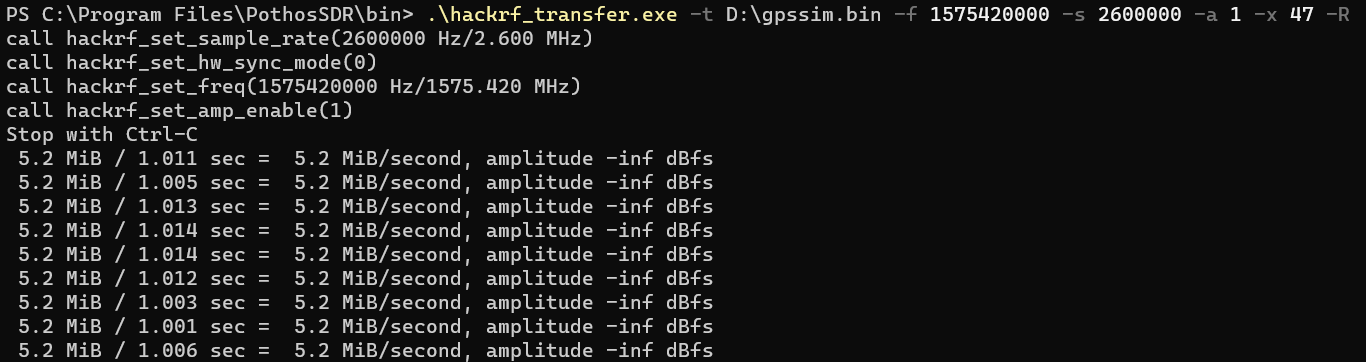 PS C:\Program Files\PothosSDR\bin> .\hackrf_transfer.exe -t D:\gpssim.bin -f 1575420000 -s 2600000 -a 1 -x 47 -R
call hackrf_set_sample_rate(2600000 Hz/2.600 MHz)
call hackrf_set_hw_sync_mode(0)
call hackrf_set_freq(1575420000 Hz/1575.420 MHz)
call hackrf_set_amp_enable(1)
Stop with Ctrl-C
 5.2 MiB / 1.011 sec =  5.2 MiB/second, amplitude -inf dBfs
 5.2 MiB / 1.005 sec =  5.2 MiB/second, amplitude -inf dBfs
 5.2 MiB / 1.013 sec =  5.2 MiB/second, amplitude -inf dBfs
 5.2 MiB / 1.014 sec =  5.2 MiB/second, amplitude -inf dBfs
 5.2 MiB / 1.014 sec =  5.2 MiB/second, amplitude -inf dBfs
 5.2 MiB / 1.012 sec =  5.2 MiB/second, amplitude -inf dBfs
 5.2 MiB / 1.003 sec =  5.2 MiB/second, amplitude -inf dBfs
 5.2 MiB / 1.001 sec =  5.2 MiB/second, amplitude -inf dBfs
 5.2 MiB / 1.006 sec =  5.2 MiB/second, amplitude -inf dBfs